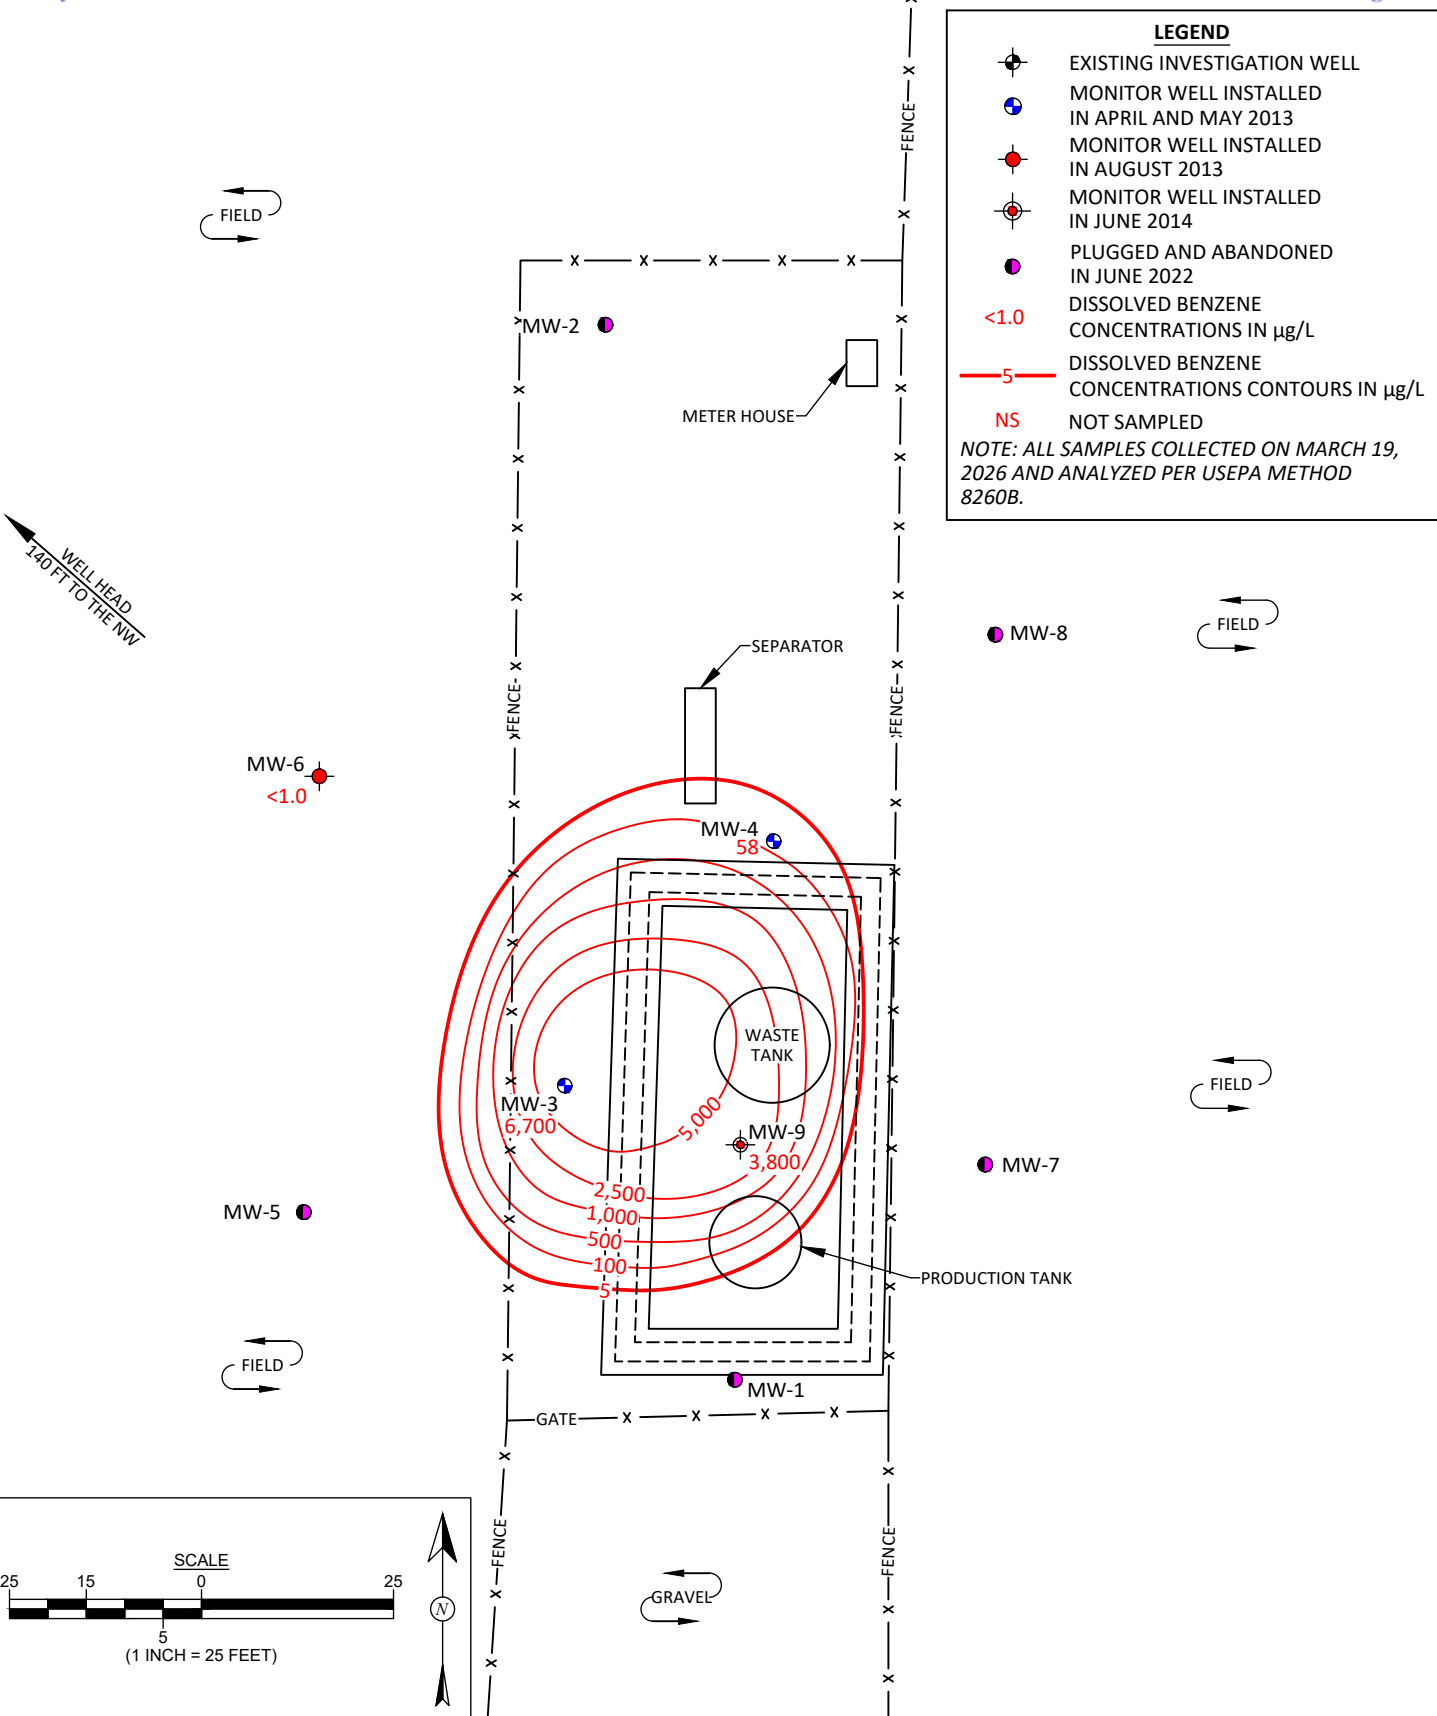 LEGEND
EXISTING INVESTIGATION WELL
MONITOR WELL INSTALLED
IN APRIL AND MAY 2013
MONITOR WELL INSTALLED
IN AUGUST 2013
MONITOR WELL INSTALLED
IN JUNE 2014
PLUGGED AND ABANDONED
IN JUNE 2022
<1.0
DISSOLVED BENZENE
CONCENTRATIONS IN µg/L
5
DISSOLVED BENZENE
CONCENTRATIONS CONTOURS IN µg/L
NS
NOT SAMPLED
NOTE: ALL SAMPLES COLLECTED ON MARCH 19,
2026 AND ANALYZED PER USEPA METHOD
8260B.
FENCE
FIELD
MW-2
METER HOUSE
WELL HEAD
140 FT TO THE NW
FIELD
MW-8
SEPARATOR
FENCE
FENCE
MW-6
<1.0
MW-4
58
WASTE
TANK
FIELD
MW-3
6,700
5,000
MW-9
3,800
MW-7
2,500
MW-5
1,000
500
100
5
PRODUCTION TANK
FIELD
MW-1
GATE
FENCE
FENCE
GRAVEL
SCALE
25 15 0 25
5
(1 INCH = 25 FEET)
N